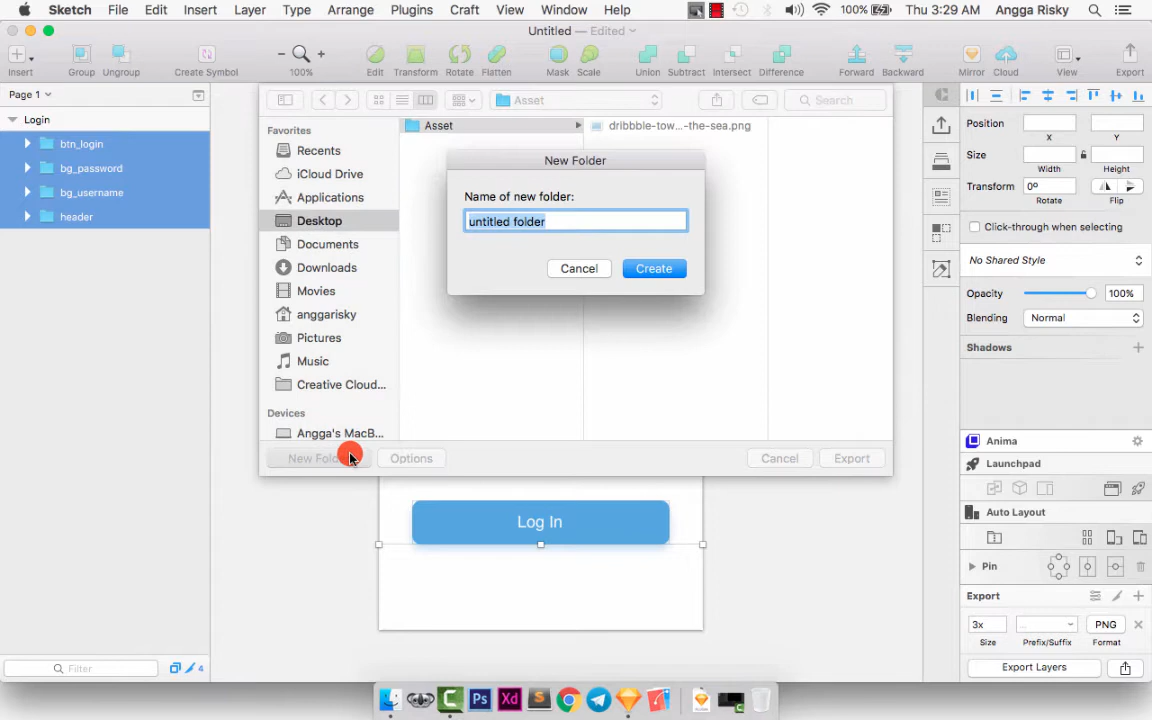 Sketch File Edit Insert Layer Type Arrange Plugins Craft View Window Help 100% Thu 3:29 AM Angga Risky
Untitled — Edited
Insert Group Ungroup Create Symbol 100% Edit Transform Rotate Flatten Mask Scale Union Subtract Intersect Difference Forward Backward Mirror Cloud View Export
Page 1
Login
btn_login
bg_password
bg_username
header
Filter
4
Asset
Search
Favorites
Recents
iCloud Drive
Applications
Desktop
Documents
Downloads
Movies
anggarisky
Pictures
Music
Creative Cloud...
Devices
Angga's MacB...
Asset
dribbble-tow...-the-sea.png
New Folder
Name of new folder:
untitled folder
Cancel Create
Options Cancel Export
Log In
Position
X Y
Size
Width Height
Transform 0º
Rotate Flip
Click-through when selecting
No Shared Style
Opacity 100%
Blending Normal
Shadows
Anima
Launchpad
Auto Layout
Pin
Export
3x ... PNG
Size Prefix/Suffix Format
Export Layers
Ps Xd S